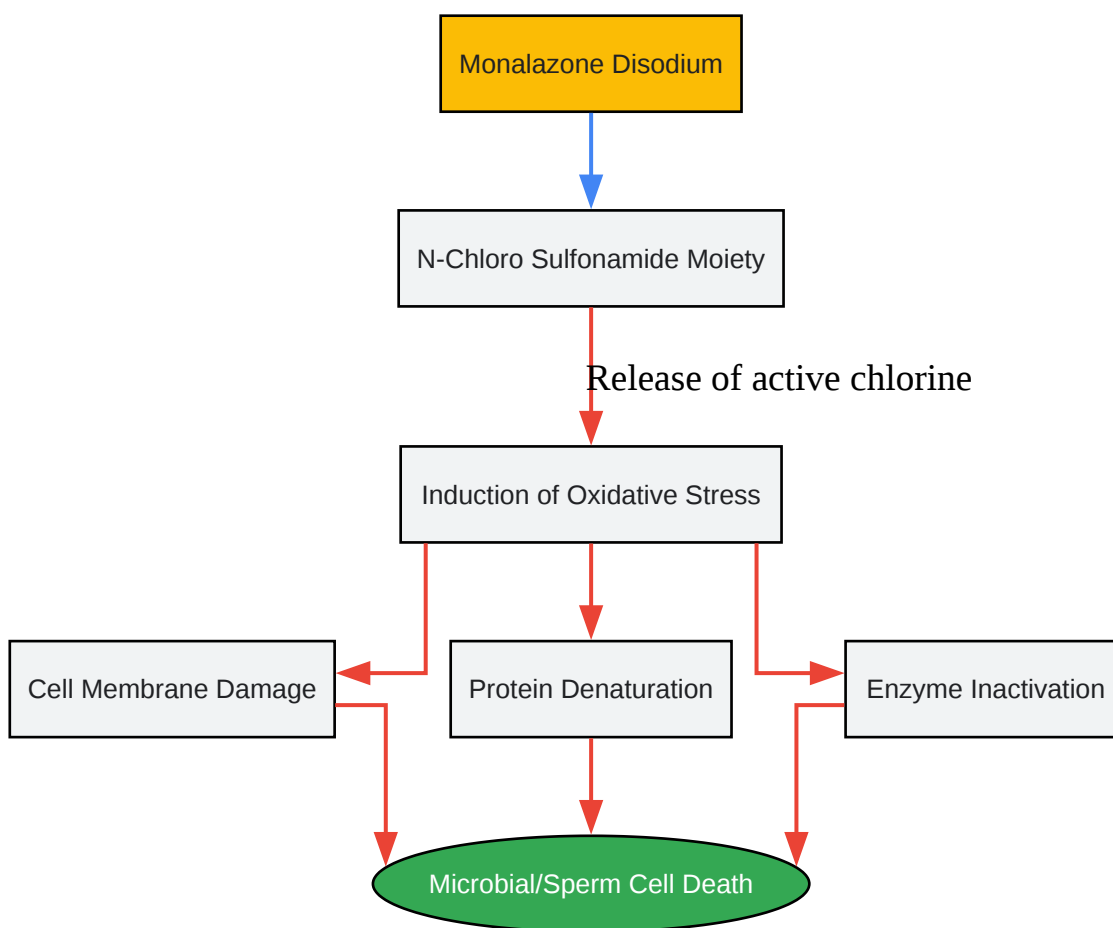 Monalazone Disodium
N-Chloro Sulfonamide Moiety
Release of active chlorine
Induction of Oxidative Stress
Cell Membrane Damage
Protein Denaturation
Enzyme Inactivation
Microbial/Sperm Cell Death